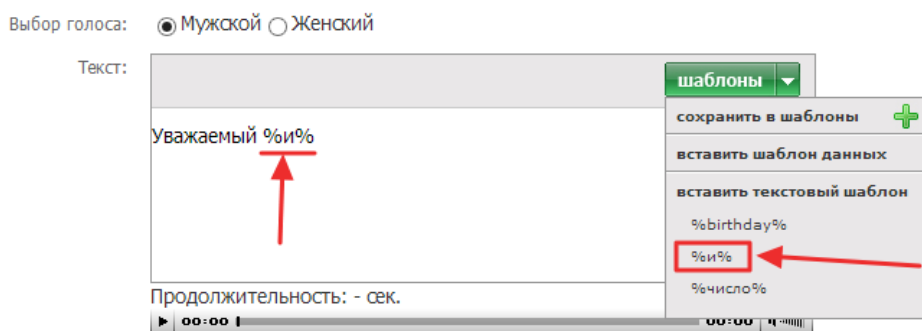 Выбор голоса: Мужской Женский
Текст:
шаблоны
сохранить в шаблоны
Уважаемый %и%
вставить шаблон данных
вставить текстовый шаблон
%birthday%
%и%
%число%
Продолжительность: - сек.
00:00 00:00